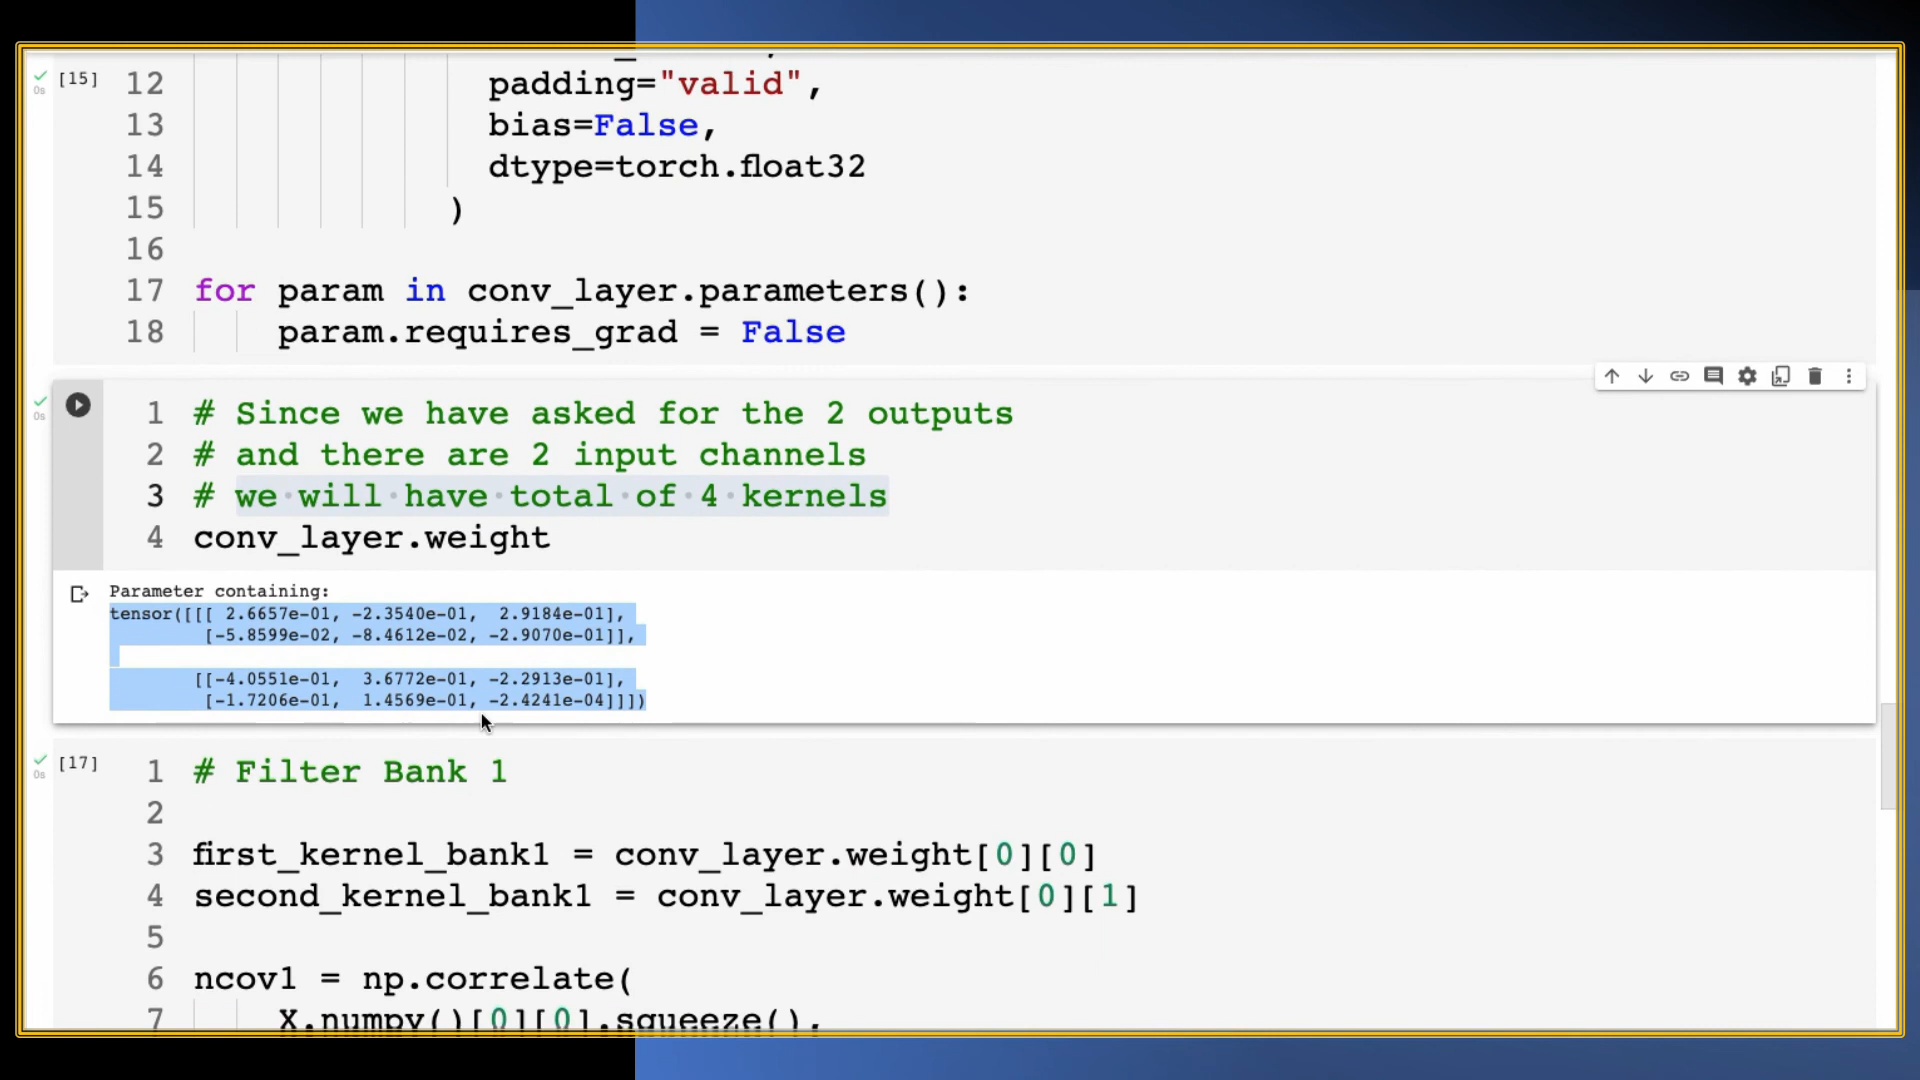 [15] 12 padding="valid",
13 bias=False,
14 dtype=torch.float32
15 )
16
17 for param in conv_layer.parameters():
18 param.requires_grad = False
1 # Since we have asked for the 2 outputs
2 # and there are 2 input channels
3 # we will have total of 4 kernels
4 conv_layer.weight
Parameter containing:
tensor([[[ 2.6657e-01, -2.3540e-01, 2.9184e-01],
[-5.8599e-02, -8.4612e-02, -2.9070e-01]],
[[-4.0551e-01, 3.6772e-01, -2.2913e-01],
[-1.7206e-01, 1.4569e-01, -2.4241e-04]]])
[17] 1 # Filter Bank 1
2
3 first_kernel_bank1 = conv_layer.weight[0][0]
4 second_kernel_bank1 = conv_layer.weight[0][1]
5
6 ncov1 = np.correlate(
7 X.numpy()[0][0].squeeze(),